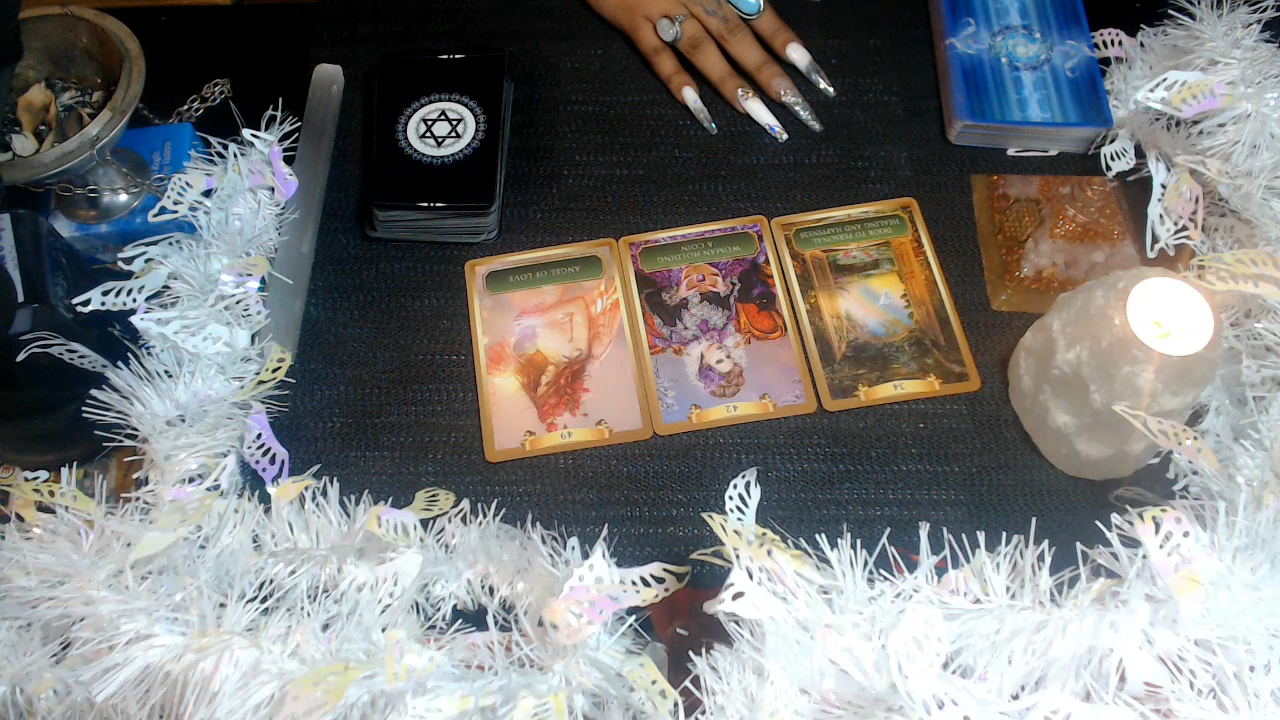 ANGEL OF LOVE
49
WOMAN HOLDING
A COIN
42
DOOR TO PERSONAL
HEALING AND HAPPINESS
34